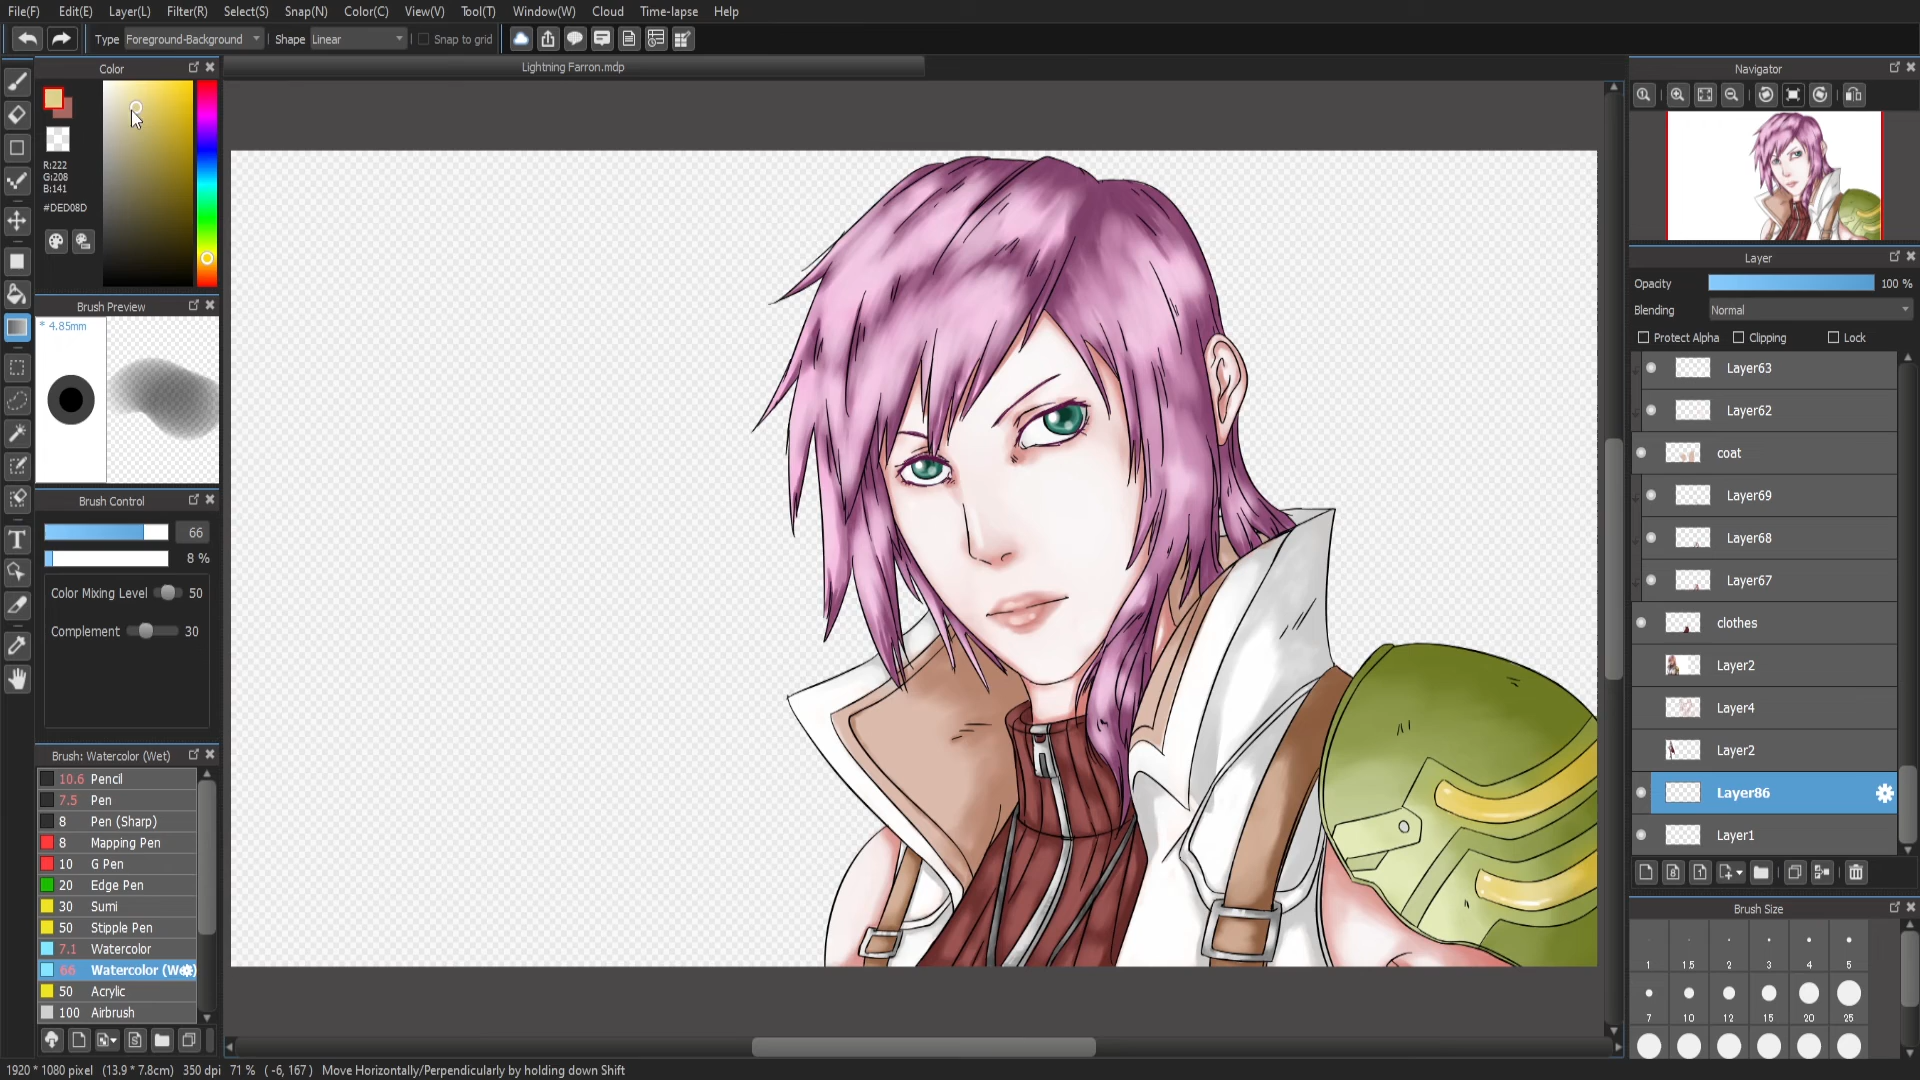 File(F) Edit(E) Layer(L) Filter(R) Select(S) Snap(N) Color(C) View(V) Tool(T) Window(W) Cloud Time-lapse Help
Type Foreground-Background Shape Linear Snap to grid
Lightning Farron.mdp
Color
R:222
G:208
B:141
#DED08D
Brush Preview
* 4.85mm
Brush Control
66
8 %
Color Mixing Level 50
Complement 30
Brush: Watercolor (Wet)
10.6 Pencil
7.5 Pen
8 Pen (Sharp)
8 Mapping Pen
10 G Pen
20 Edge Pen
30 Sumi
50 Stipple Pen
7.1 Watercolor
66 Watercolor (Wet)
50 Acrylic
100 Airbrush
Navigator
Layer
Opacity 100 %
Blending Normal
Protect Alpha Clipping Lock
Layer63
Layer62
coat
Layer69
Layer68
Layer67
clothes
Layer2
Layer4
Layer2
Layer86
Layer1
Brush Size
1 1.5 2 3 4 5
7 10 12 15 20 25
1920 * 1080 pixel (13.9 * 7.8cm) 350 dpi 71 % ( -6, 167 ) Move Horizontally/Perpendicularly by holding down Shift